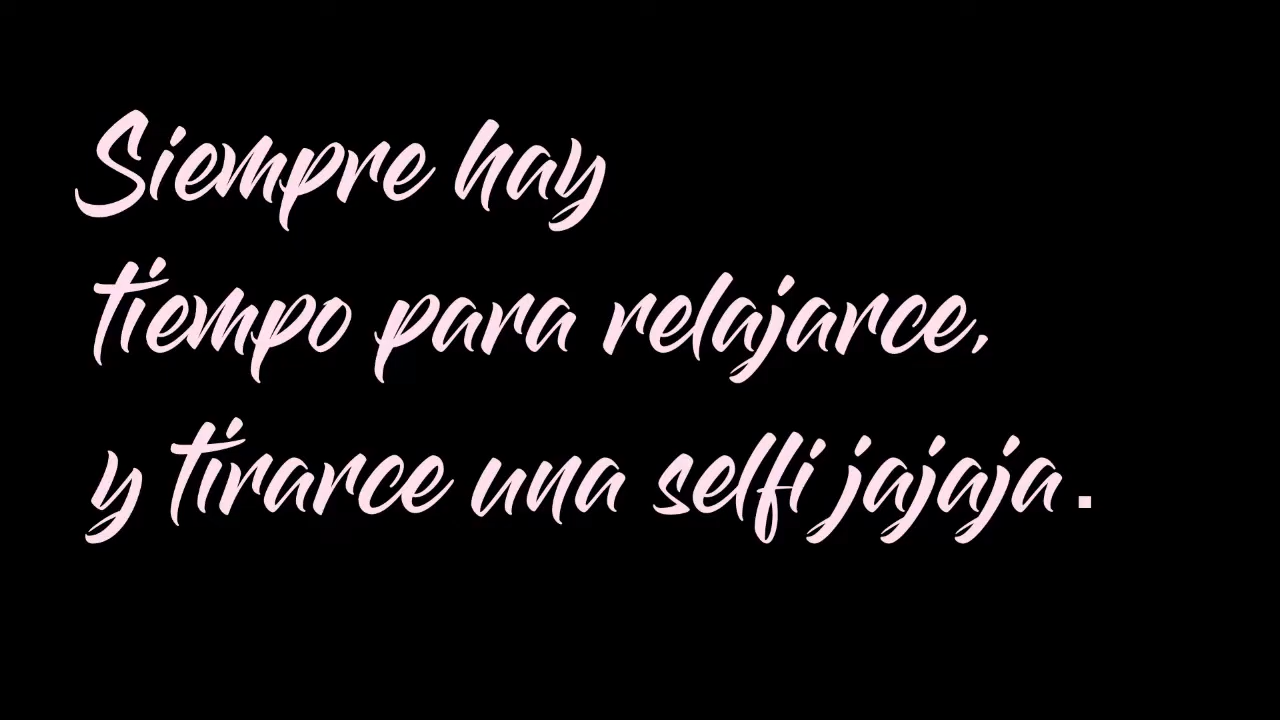 Siempre hay
tiempo para relajarce,
y tirarce una selfi jajaja.